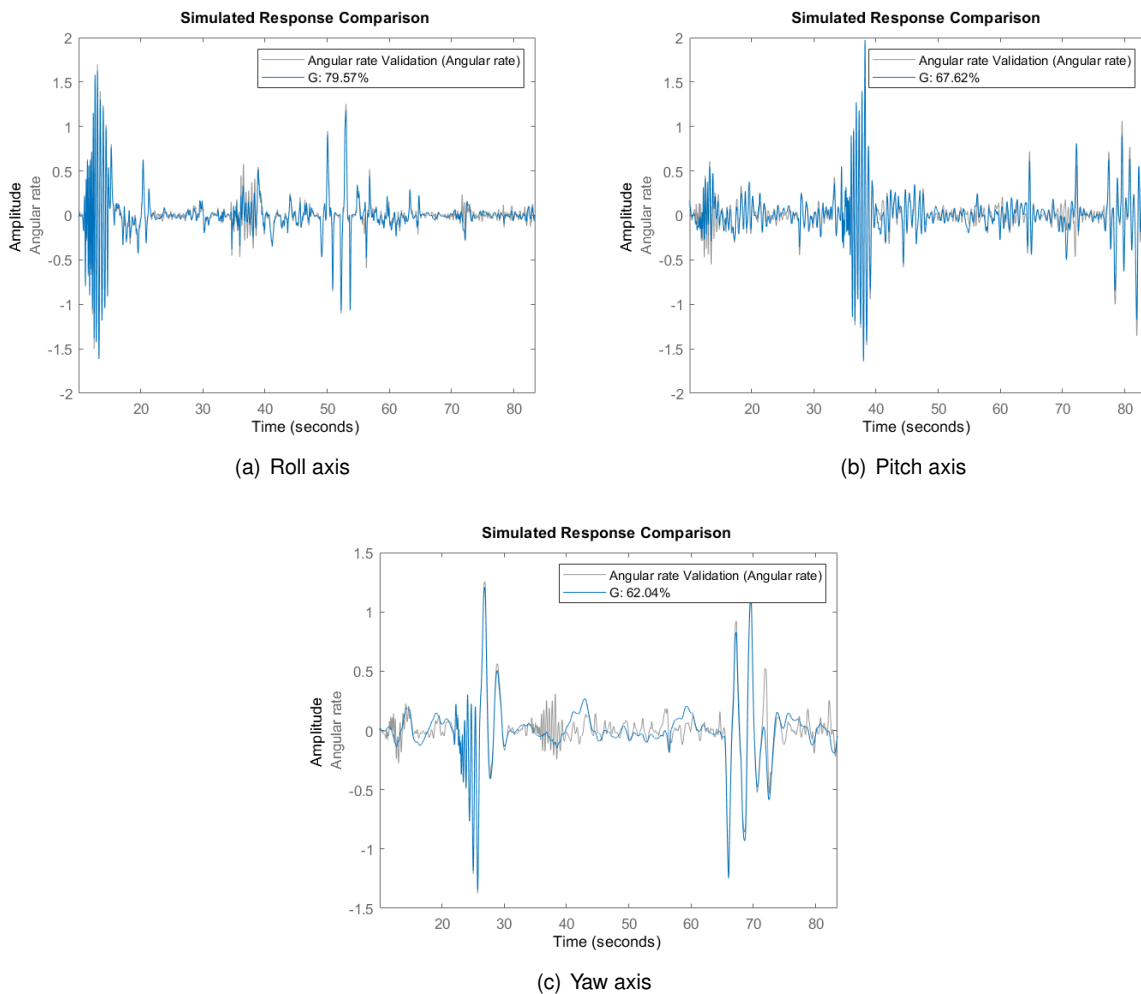 Simulated Response Comparison
2
1.5
1
0.5
0
-0.5
-1
-1.5
-2
Amplitude
Angular rate
Angular rate Validation (Angular rate)
G: 79.57%
20 30 40 50 60 70 80
Time (seconds)
(a) Roll axis
Simulated Response Comparison
2
1.5
1
0.5
0
-0.5
-1
-1.5
-2
Amplitude
Angular rate
Angular rate Validation (Angular rate)
G: 67.62%
20 30 40 50 60 70 80
Time (seconds)
(b) Pitch axis
Simulated Response Comparison
1.5
1
0.5
0
-0.5
-1
-1.5
Amplitude
Angular rate
Angular rate Validation (Angular rate)
G: 62.04%
20 30 40 50 60 70 80
Time (seconds)
(c) Yaw axis